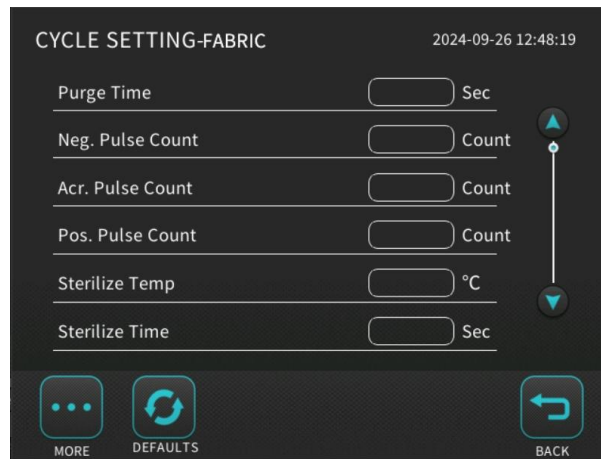 CYCLE SETTING-FABRIC 2024-09-26 12:48:19
Purge Time Sec
Neg. Pulse Count Count
Acr. Pulse Count Count
Pos. Pulse Count Count
Sterilize Temp °C
Sterilize Time Sec
MORE DEFAULTS BACK